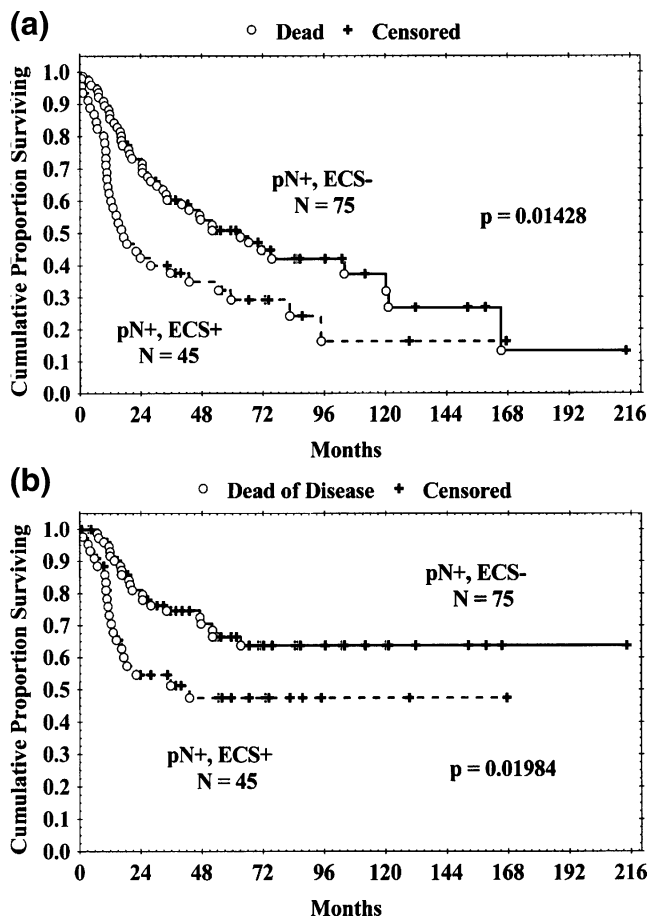 (a)
Dead Censored
Cumulative Proportion Surviving
1.0
0.9
0.8
0.7
0.6
0.5
0.4
0.3
0.2
0.1
0.0
pN+, ECS-
N = 75
p = 0.01428
pN+, ECS+
N = 45
0 24 48 72 96 120 144 168 192 216
Months
(b)
Dead of Disease Censored
Cumulative Proportion Surviving
1.0
0.9
0.8
0.7
0.6
0.5
0.4
0.3
0.2
0.1
0.0
pN+, ECS-
N = 75
pN+, ECS+
N = 45
p = 0.01984
0 24 48 72 96 120 144 168 192 216
Months